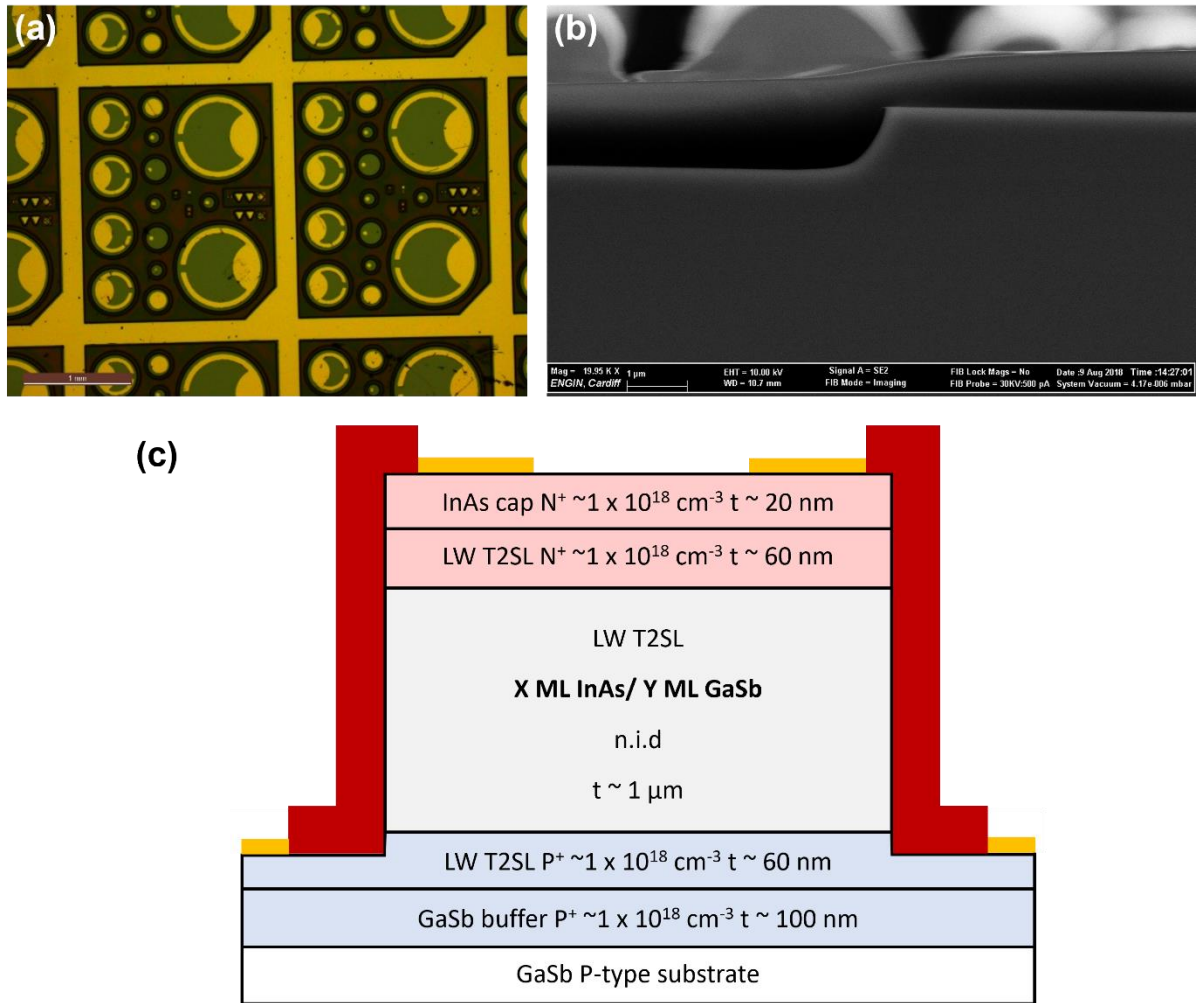 (a)
1 mm
(b)
Mag = 19.95 K X
ENGIN, Cardiff
1 µm
EHT = 10.00 kV
WD = 10.7 mm
Signal A = SE2
FIB Mode = Imaging
FIB Lock Mags = No
FIB Probe = 30KV:500 pA
Date :9 Aug 2018 Time :14:27:01
System Vacuum = 4.17e-006 mbar
(c)
InAs cap N⁺ ~1 x 10¹⁸ cm⁻³ t ~ 20 nm
LW T2SL N⁺ ~1 x 10¹⁸ cm⁻³ t ~ 60 nm
LW T2SL
X ML InAs/ Y ML GaSb
n.i.d
t ~ 1 µm
LW T2SL P⁺ ~1 x 10¹⁸ cm⁻³ t ~ 60 nm
GaSb buffer P⁺ ~1 x 10¹⁸ cm⁻³ t ~ 100 nm
GaSb P-type substrate